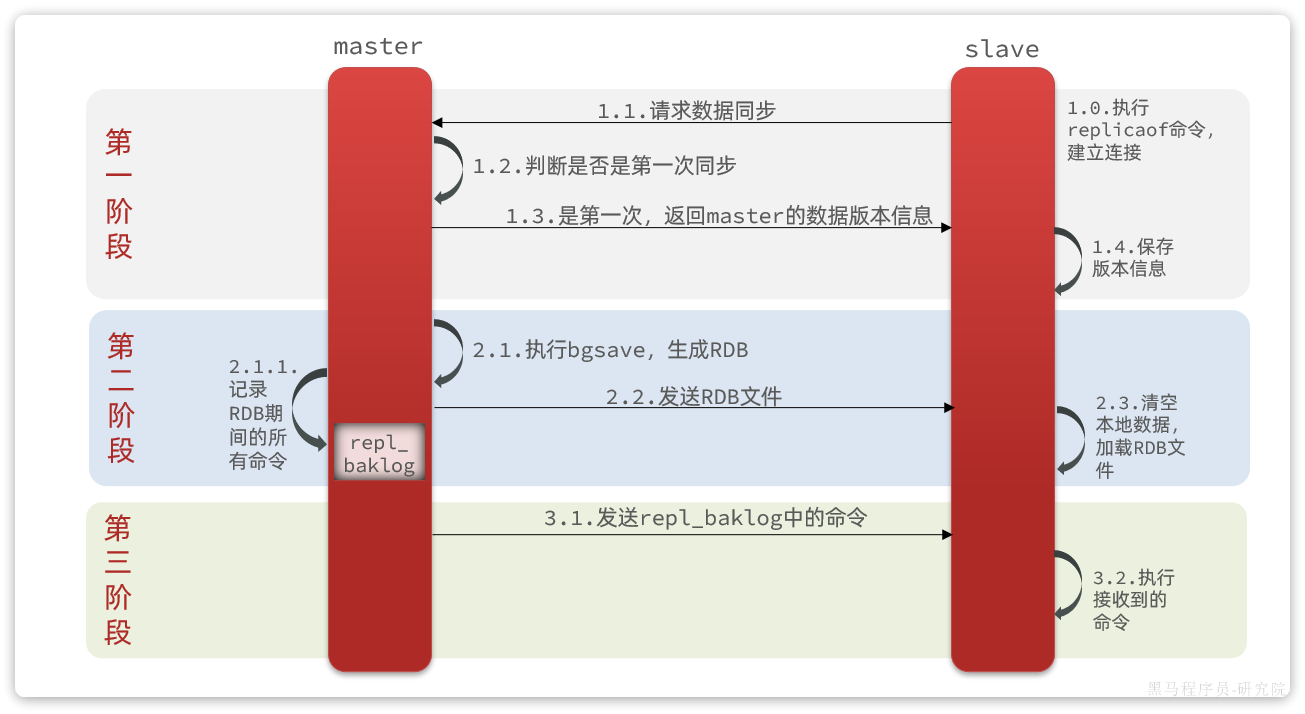 master
slave
第
一
阶
段
1.0.执行
replicaof命令，
建立连接
1.1.请求数据同步
1.2.判断是否是第一次同步
1.3.是第一次，返回master的数据版本信息
1.4.保存
版本信息
第
二
阶
段
2.1.执行bgsave，生成RDB
2.1.1.
记录
RDB期
间的所
有命令
repl_
baklog
2.2.发送RDB文件
2.3.清空
本地数据，
加载RDB文
件
第
三
阶
段
3.1.发送repl_baklog中的命令
3.2.执行
接收到的
命令
黑马程序员-研究院